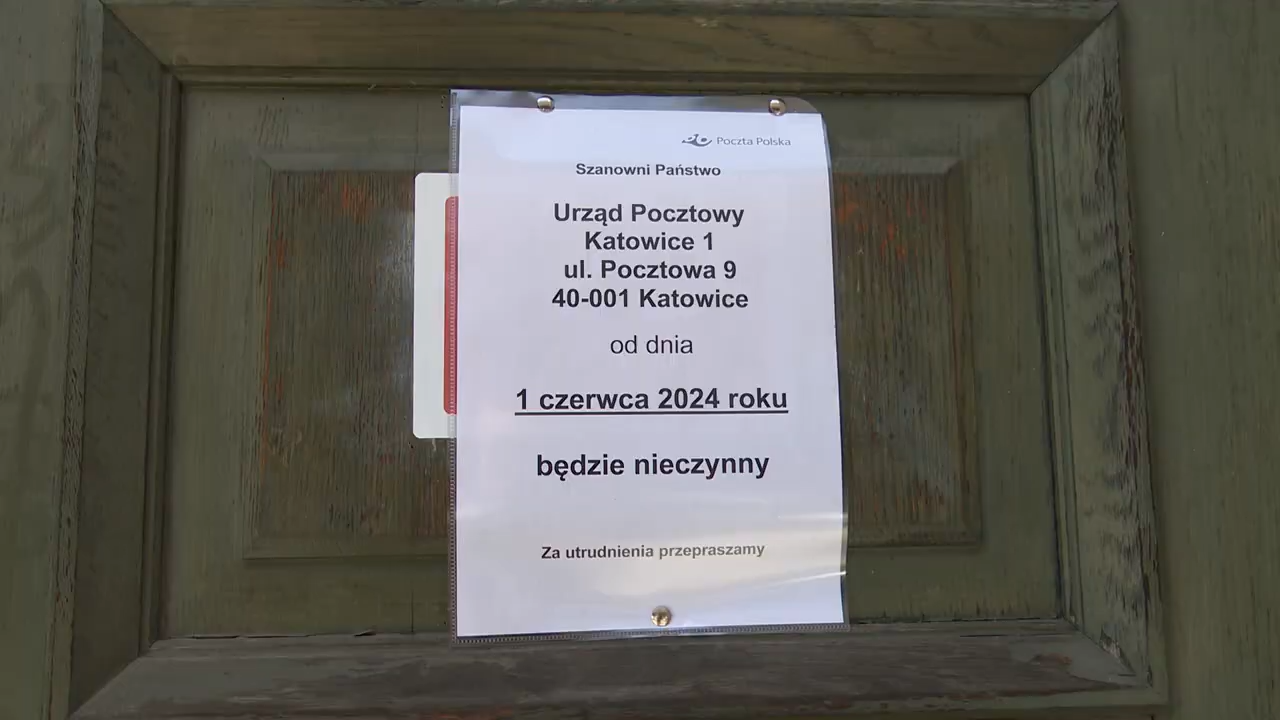 Poczta Polska
Szanowni Państwo
Urząd Pocztowy
Katowice 1
ul. Pocztowa 9
40-001 Katowice
od dnia
1 czerwca 2024 roku
będzie nieczynny
Za utrudnienia przepraszamy